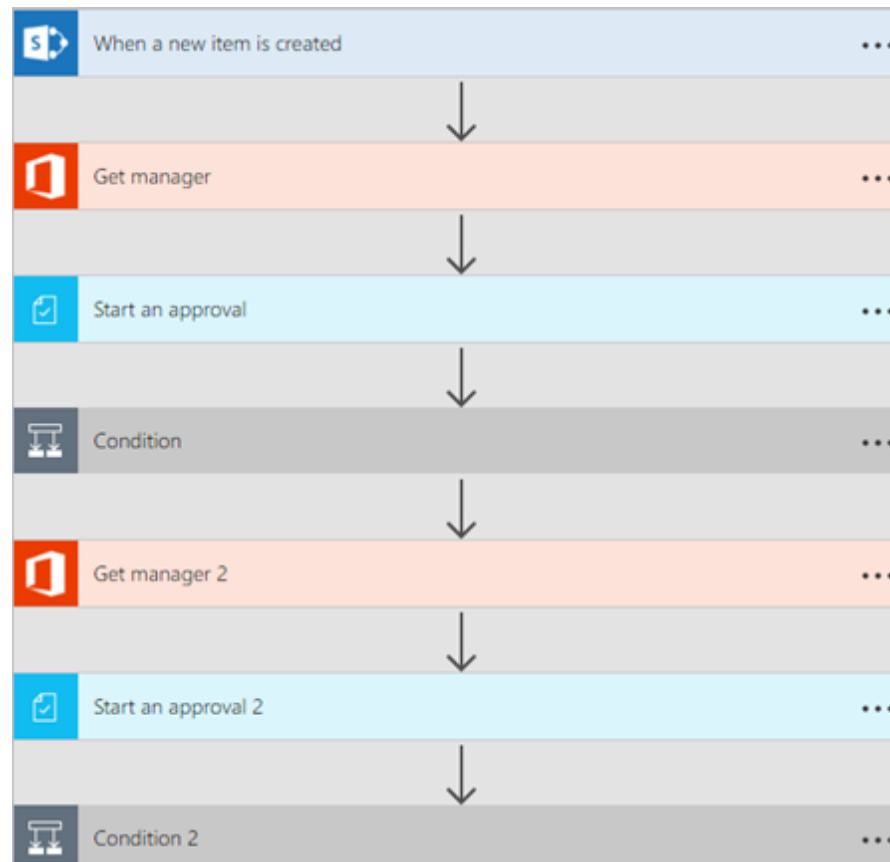 When a new item is created
Get manager
Start an approval
Condition
Get manager 2
Start an approval 2
Condition 2